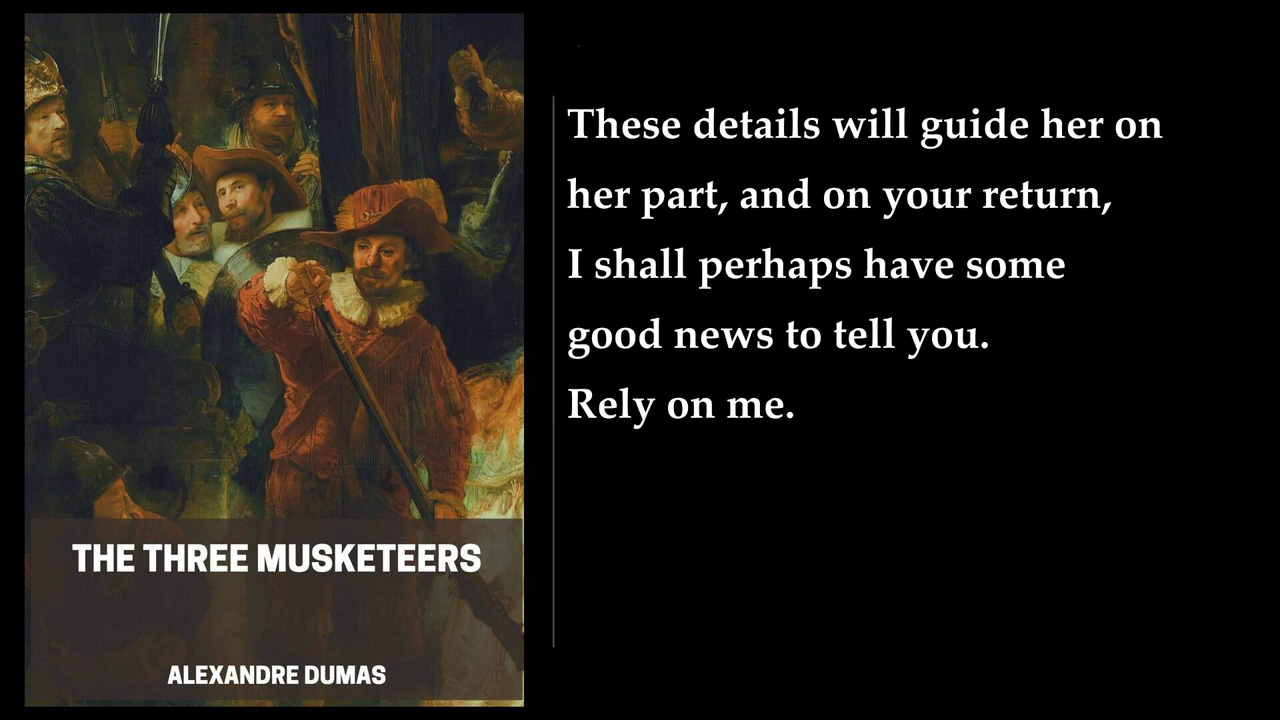 THE THREE MUSKETEERS
ALEXANDRE DUMAS
These details will guide her on
her part, and on your return,
I shall perhaps have some
good news to tell you.
Rely on me.